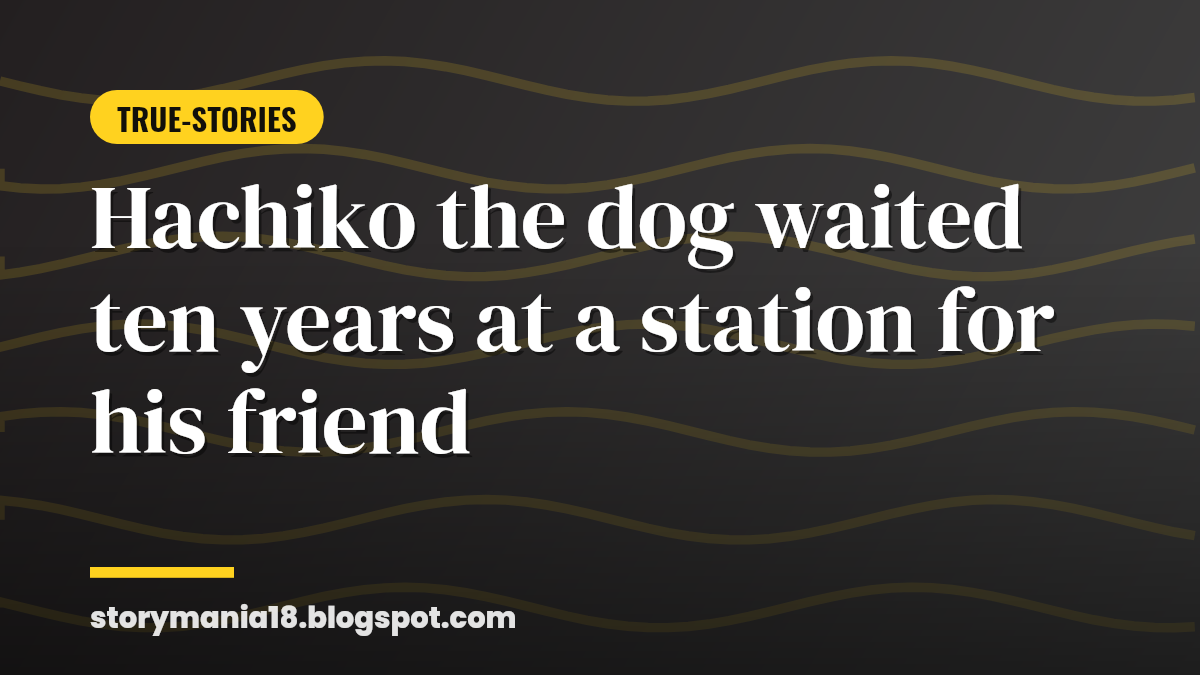 TRUE-STORIES
Hachiko the dog waited
ten years at a station for
his friend
storymania18.blogspot.com